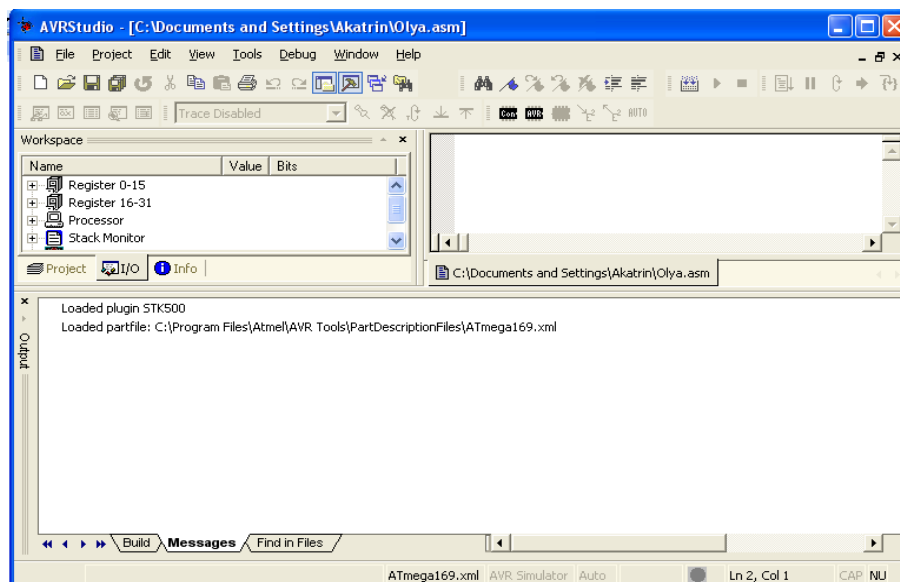 AVRStudio - [C:\Documents and Settings\Akatrin\Olya.asm]
File Project Edit View Tools Debug Window Help
Trace Disabled
Con AVR AUTO
Workspace
Name Value Bits
Register 0-15
Register 16-31
Processor
Stack Monitor
Project I/O Info
C:\Documents and Settings\Akatrin\Olya.asm
Loaded plugin STK500
Loaded partfile: C:\Program Files\Atmel\AVR Tools\PartDescriptionFiles\ATmega169.xml
Output
Build Messages Find in Files
ATmega169.xml AVR Simulator Auto Ln 2, Col 1 CAP NU